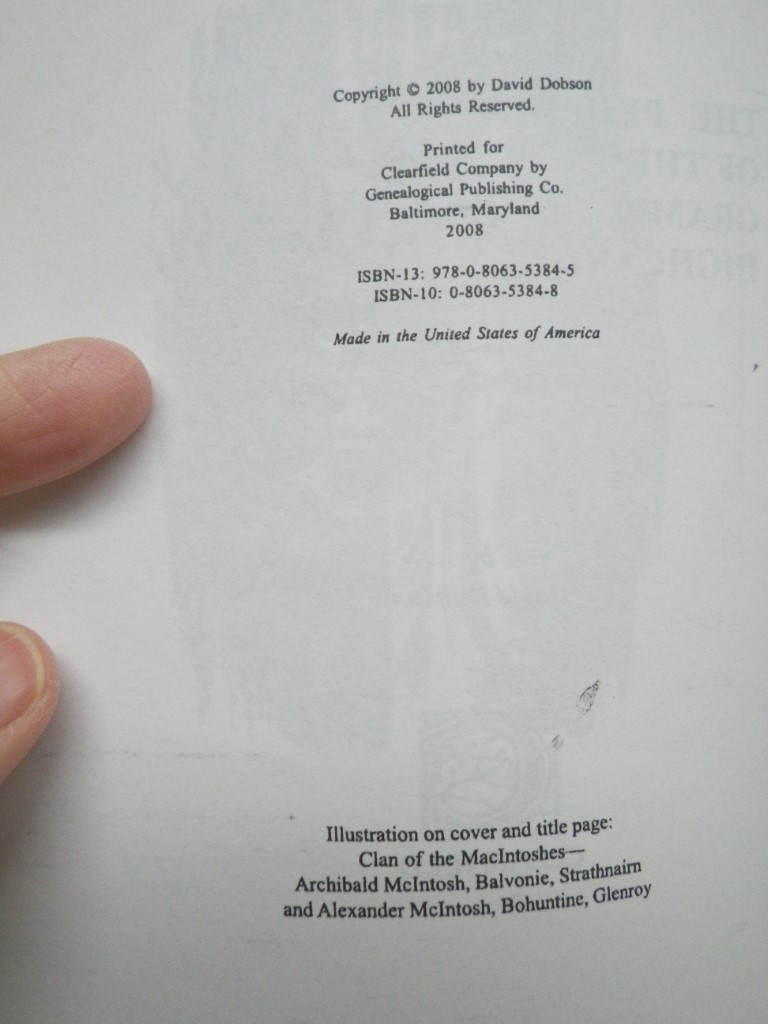 Copyright © 2008 by David Dobson
All Rights Reserved.
Printed for
Clearfield Company by
Genealogical Publishing Co.
Baltimore, Maryland
2008
ISBN-13: 978-0-8063-5384-5
ISBN-10: 0-8063-5384-8
Made in the United States of America
Illustration on cover and title page:
Clan of the MacIntoshes—
Archibald McIntosh, Balvonie, Strathnairn
and Alexander McIntosh, Bohuntine, Glenroy